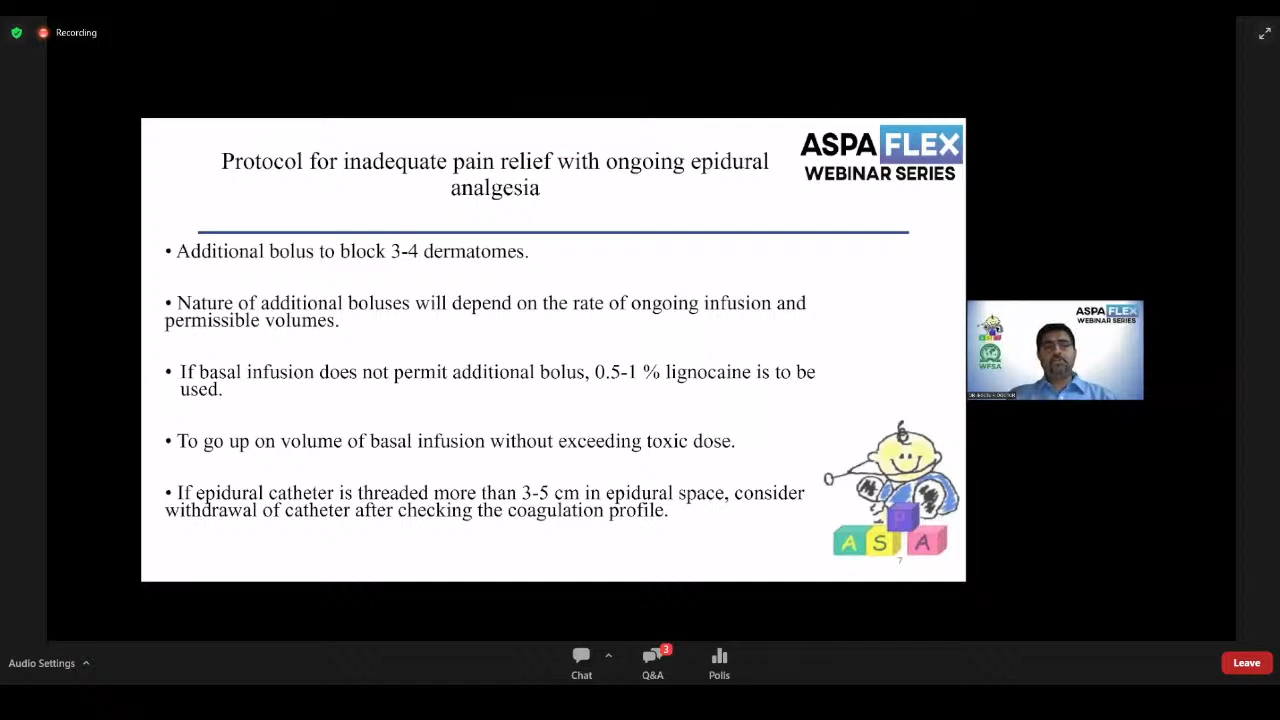 Recording
ASPA FLEX
WEBINAR SERIES
Protocol for inadequate pain relief with ongoing epidural
analgesia
• Additional bolus to block 3-4 dermatomes.
• Nature of additional boluses will depend on the rate of ongoing infusion and
permissible volumes.
• If basal infusion does not permit additional bolus, 0.5-1 % lignocaine is to be
used.
• To go up on volume of basal infusion without exceeding toxic dose.
• If epidural catheter is threaded more than 3-5 cm in epidural space, consider
withdrawal of catheter after checking the coagulation profile.
P
A S A
7
ASPA FLEX
WEBINAR SERIES
WFSA
Audio Settings
Chat
3
Q&A
Polls
Leave